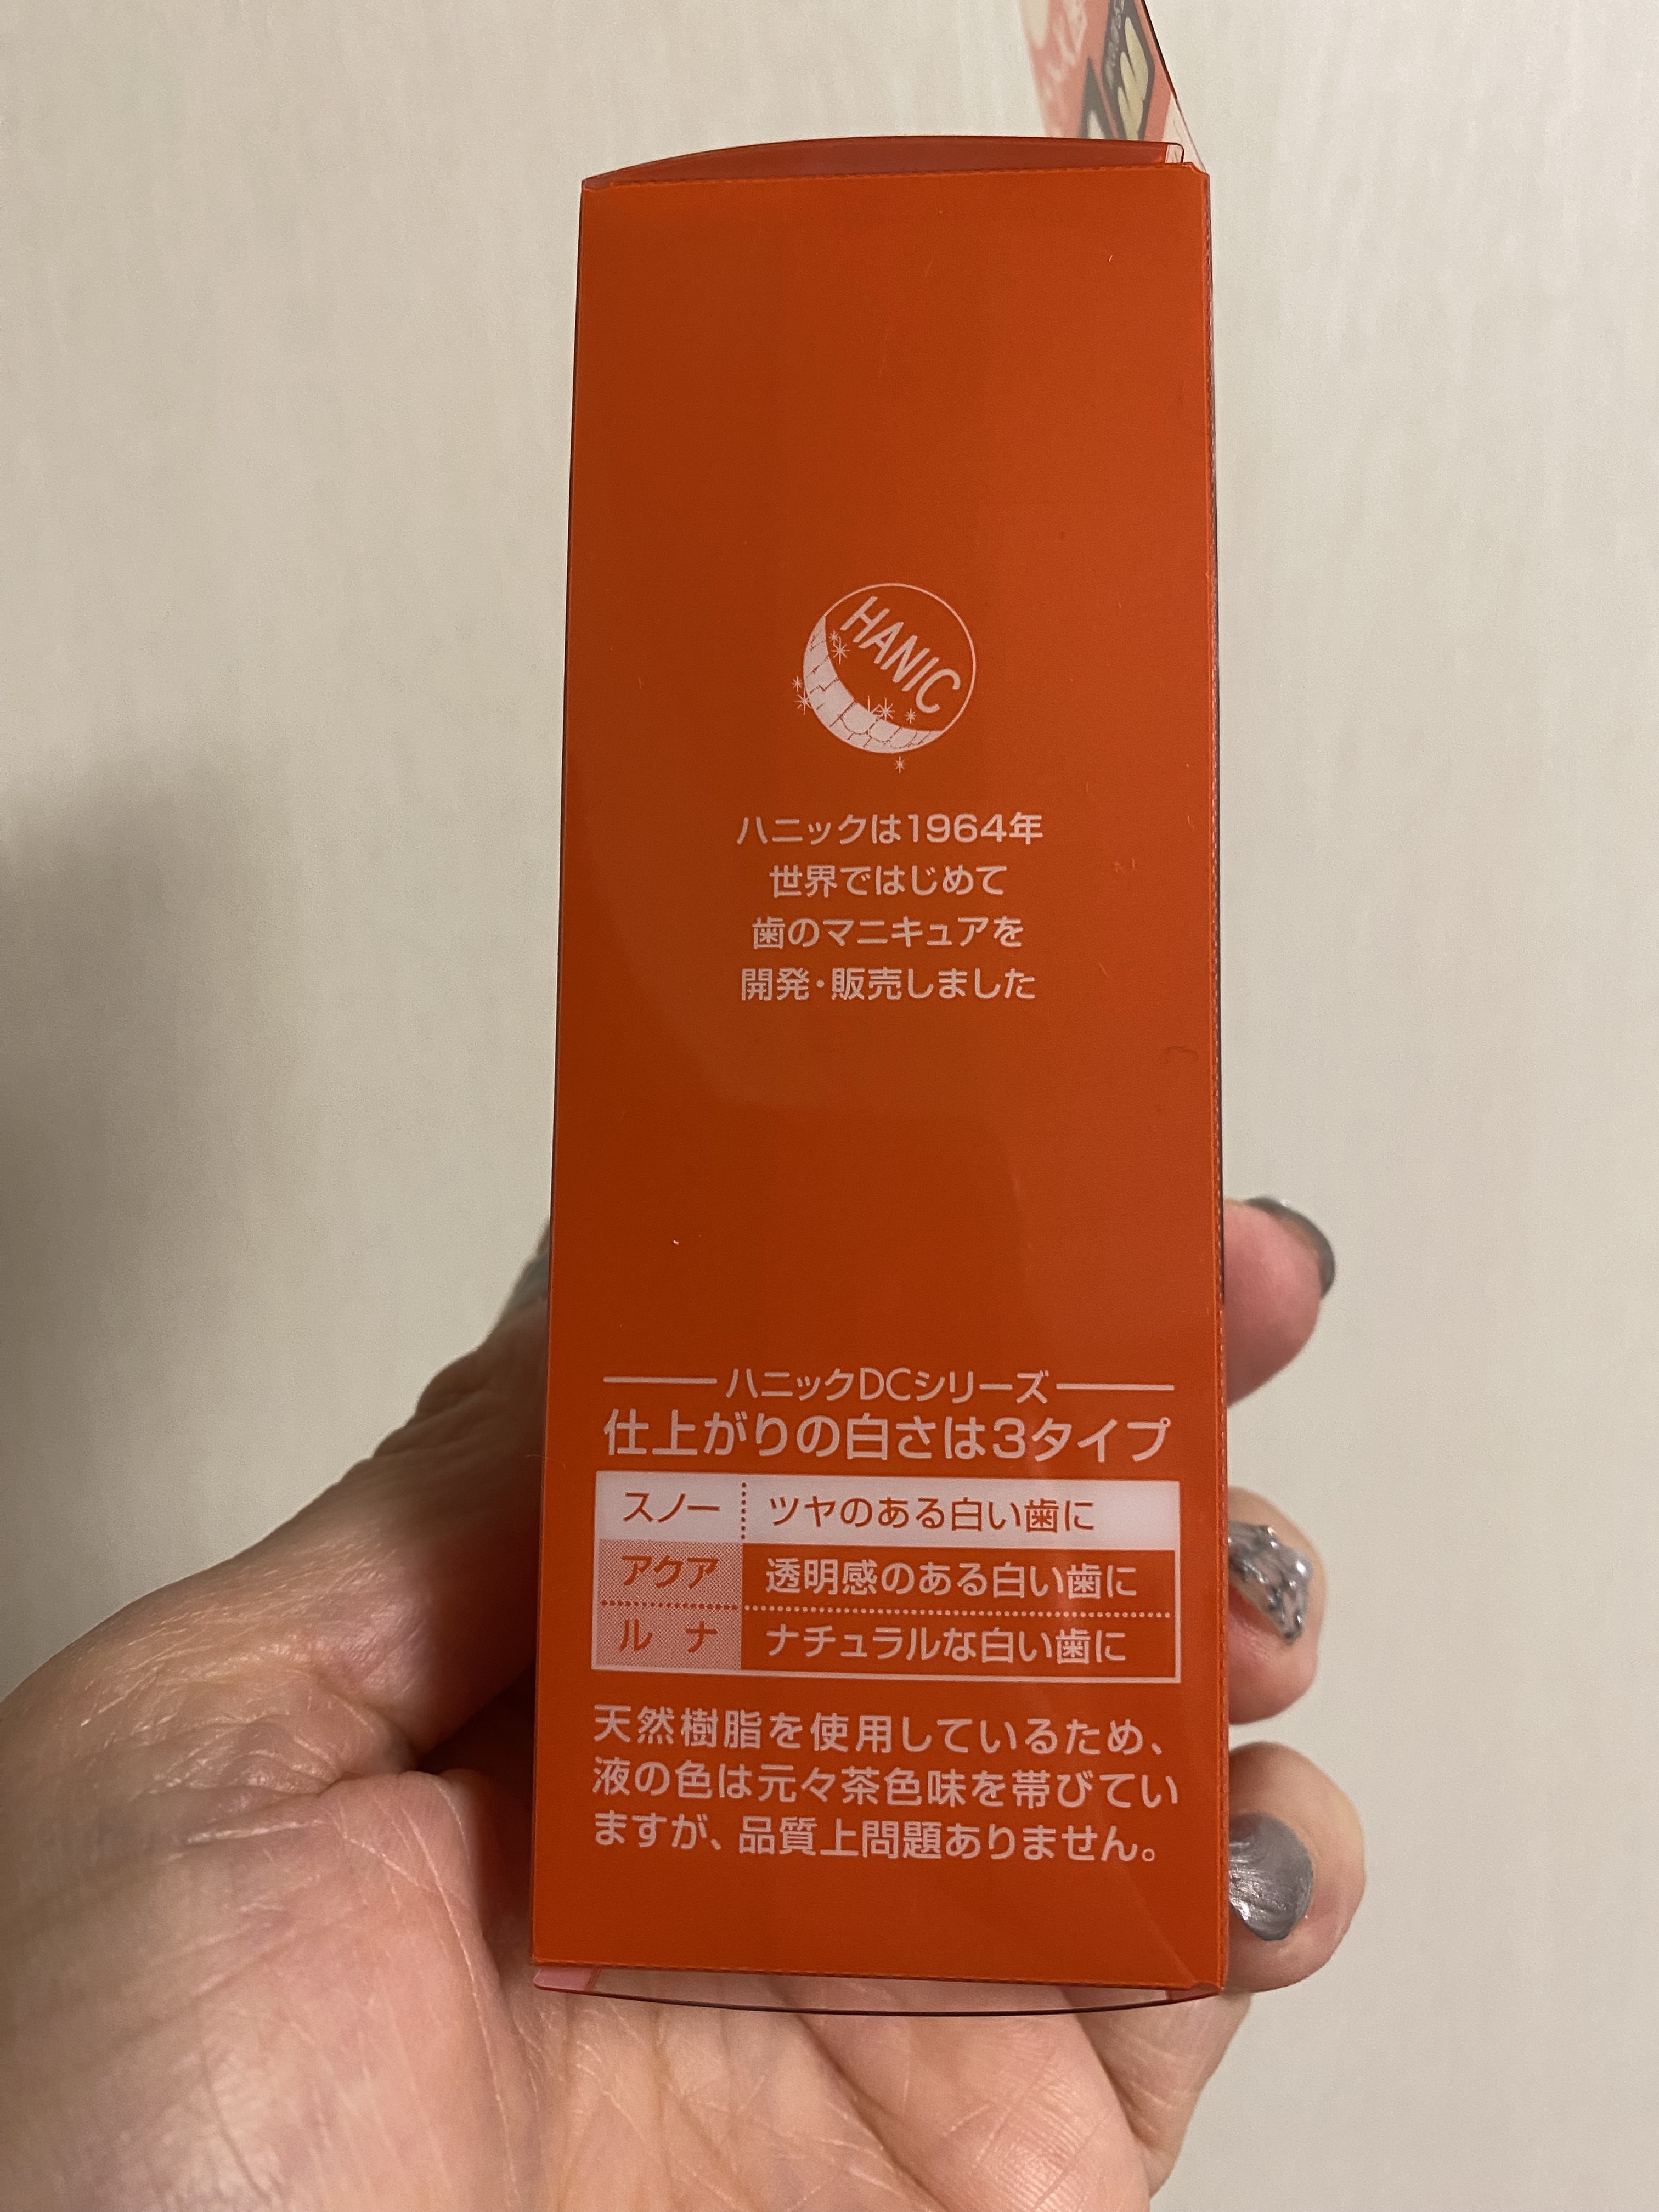 HANIC
ハニックは1964年
世界ではじめて
歯のマニキュアを
開発・販売しました
ハニックDCシリーズ
仕上がりの白さは3タイプ
スノー ツヤのある白い歯に
アクア 透明感のある白い歯に
ルナ ナチュラルな白い歯に
天然樹脂を使用しているため、
液の色は元々茶色味を帯びてい
ますが、品質上問題ありません。